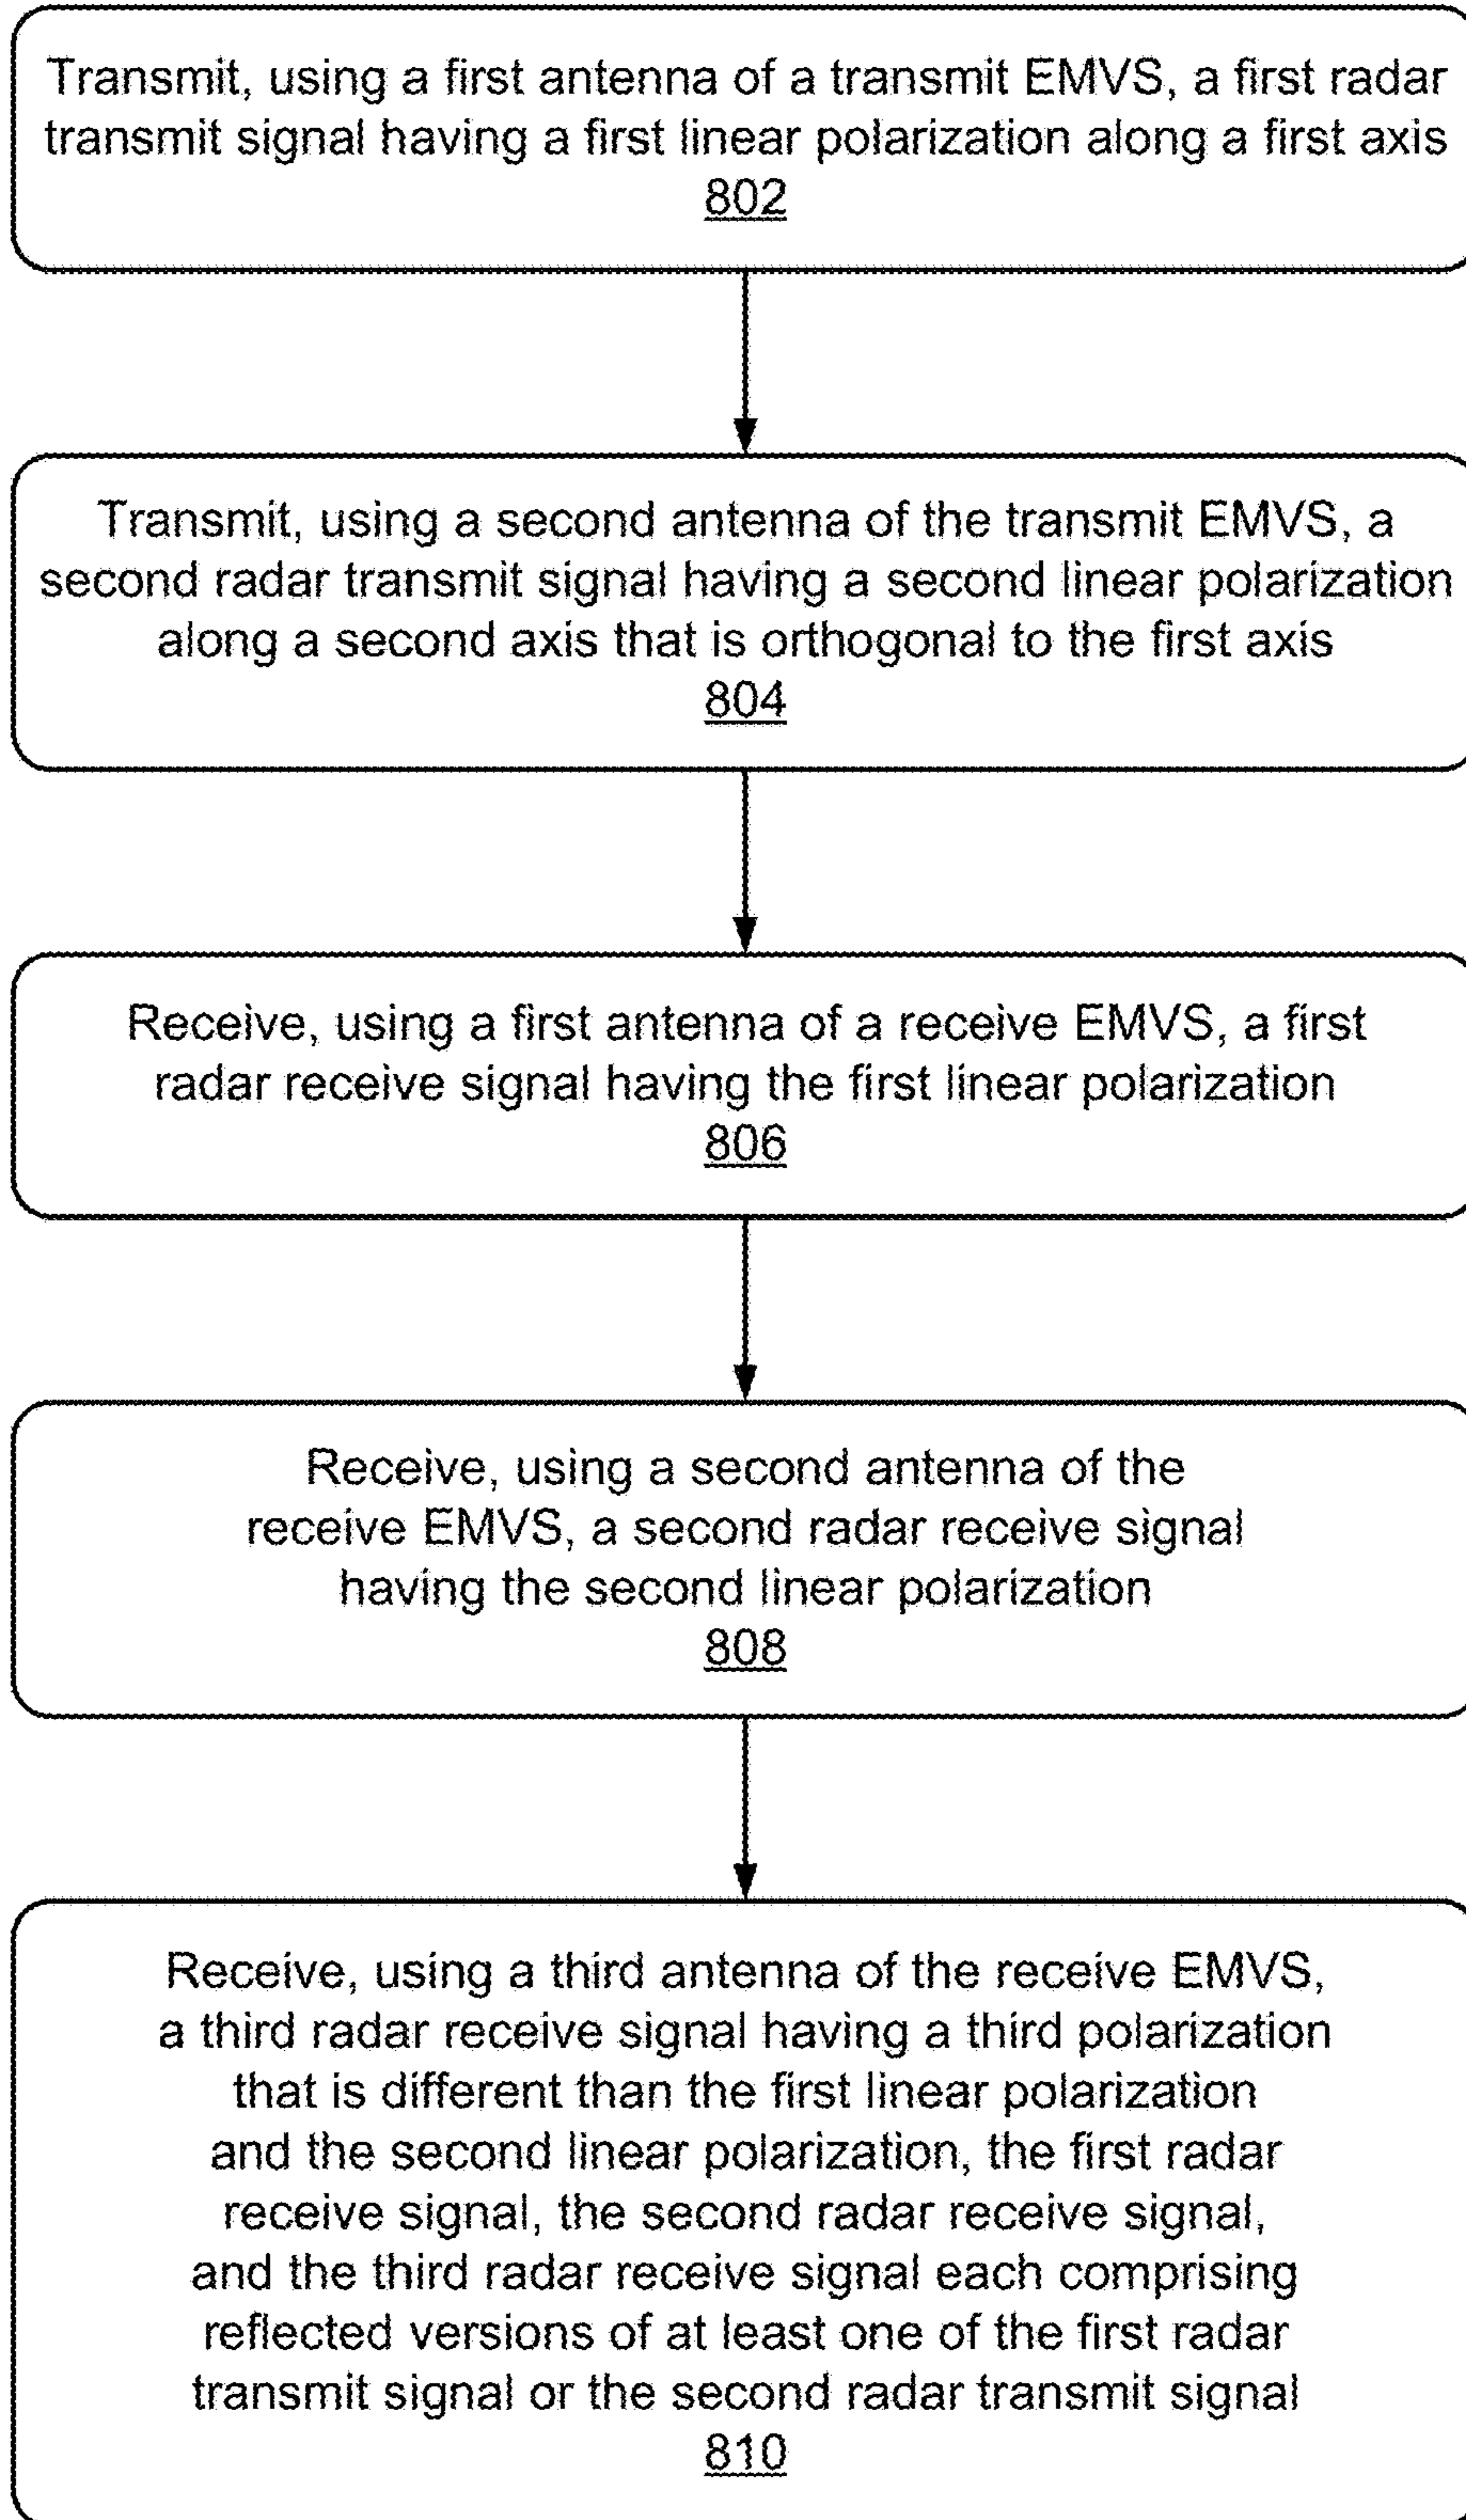 Transmit, using a first antenna of a transmit EMVS, a first radar
transmit signal having a first linear polarization along a first axis
802
Transmit, using a second antenna of the transmit EMVS, a
second radar transmit signal having a second linear polarization
along a second axis that is orthogonal to the first axis
804
Receive, using a first antenna of a receive EMVS, a first
radar receive signal having the first linear polarization
806
Receive, using a second antenna of the
receive EMVS, a second radar receive signal
having the second linear polarization
808
Receive, using a third antenna of the receive EMVS,
a third radar receive signal having a third polarization
that is different than the first linear polarization
and the second linear polarization, the first radar
receive signal, the second radar receive signal,
and the third radar receive signal each comprising
reflected versions of at least one of the first radar
transmit signal or the second radar transmit signal
810